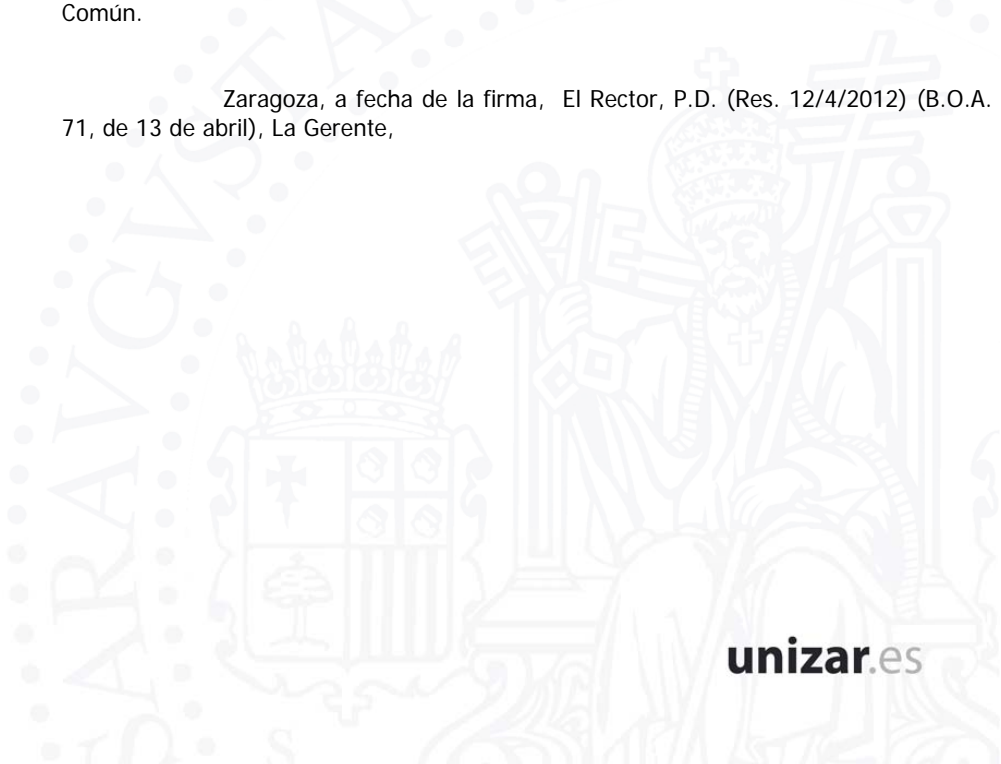 Común.
Zaragoza, a fecha de la firma, El Rector, P.D. (Res. 12/4/2012) (B.O.A.
71, de 13 de abril), La Gerente,
SARAVGVSTA
unizar.es
S